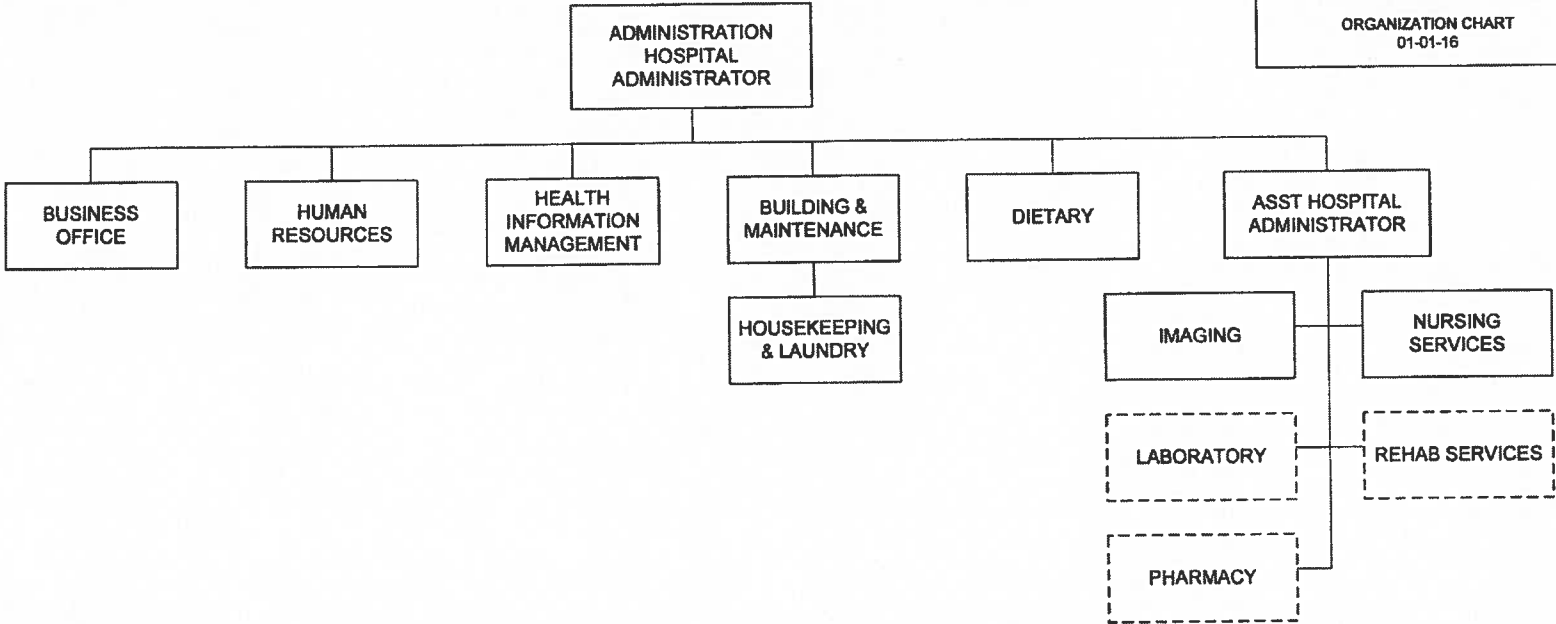 ORGANIZATION CHART
01-01-16
ADMINISTRATION
HOSPITAL
ADMINISTRATOR
BUSINESS
OFFICE
HUMAN
RESOURCES
HEALTH
INFORMATION
MANAGEMENT
BUILDING &
MAINTENANCE
DIETARY
ASST HOSPITAL
ADMINISTRATOR
HOUSEKEEPING
& LAUNDRY
IMAGING
NURSING
SERVICES
LABORATORY
REHAB SERVICES
PHARMACY